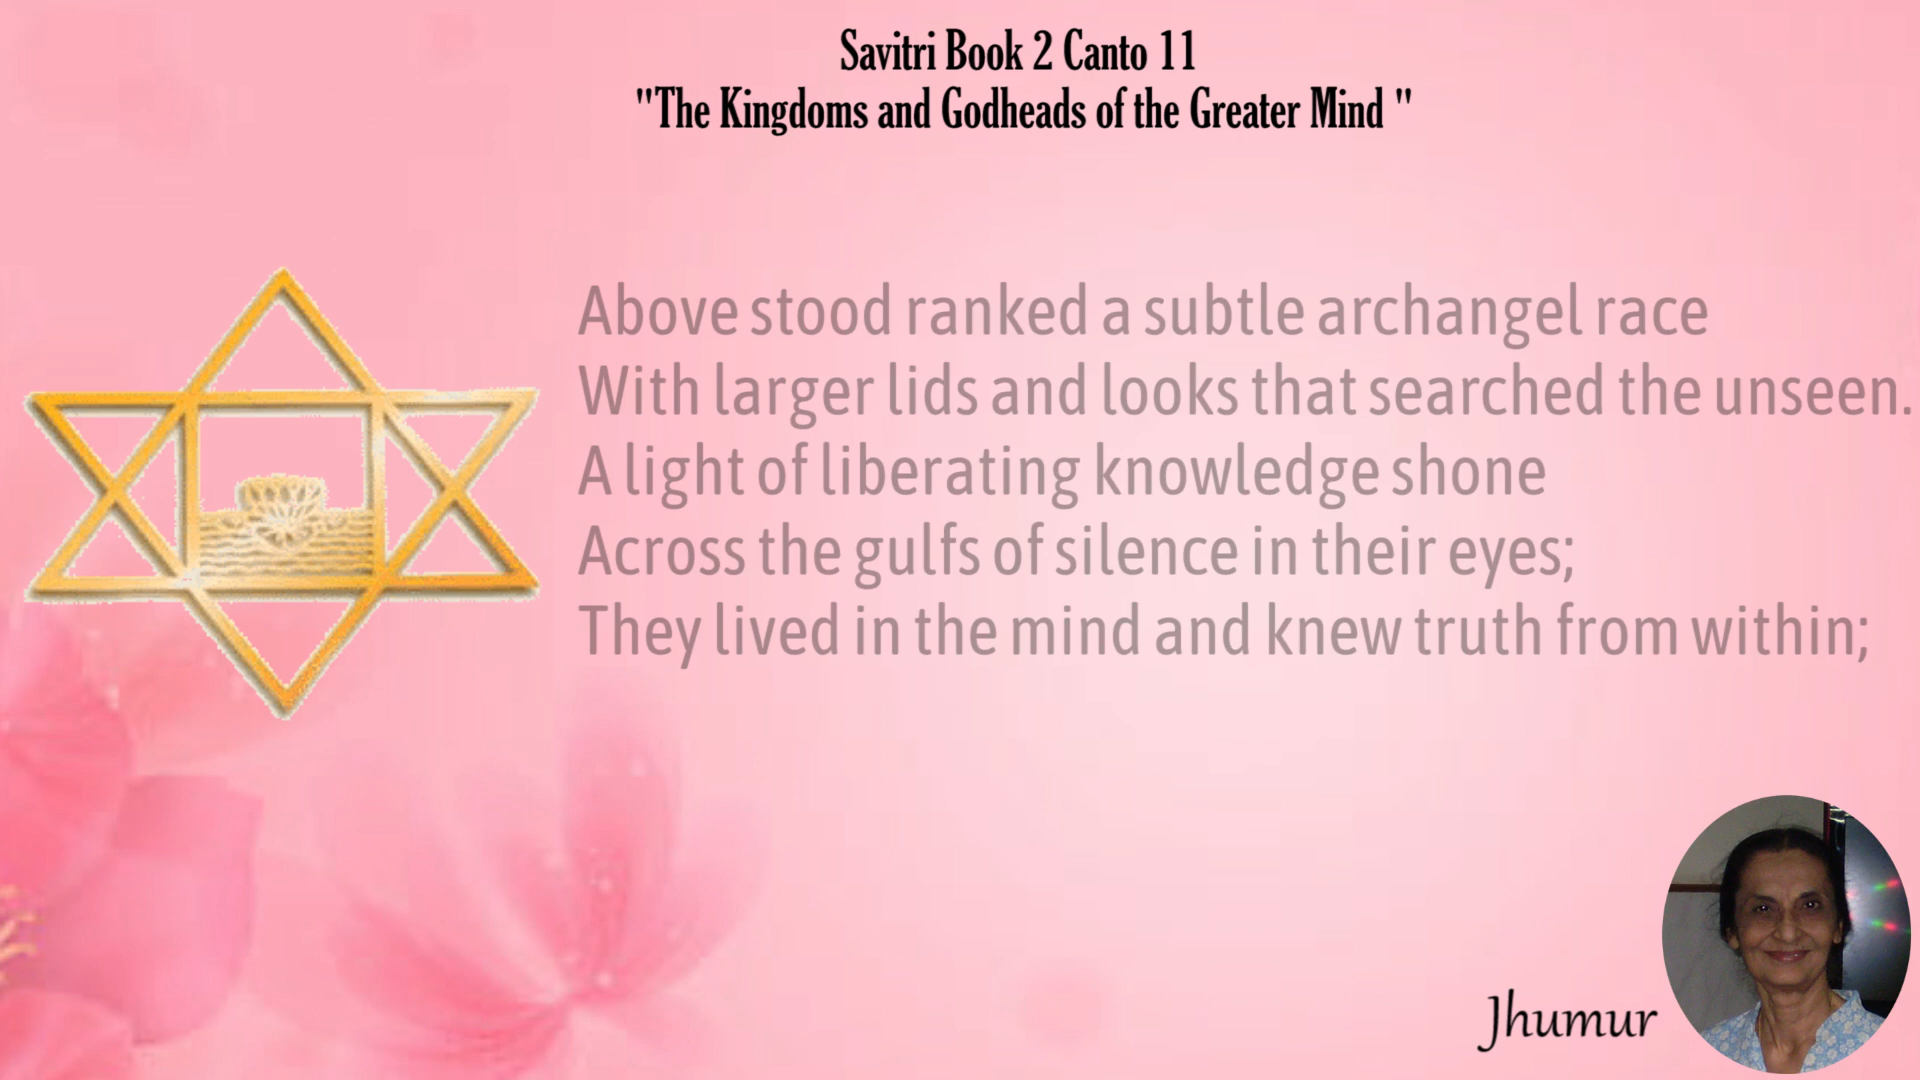 Savitri Book 2 Canto 11
"The Kingdoms and Godheads of the Greater Mind "
Above stood ranked a subtle archangel race
With larger lids and looks that searched the unseen.
A light of liberating knowledge shone
Across the gulfs of silence in their eyes;
They lived in the mind and knew truth from within;
Jhumur